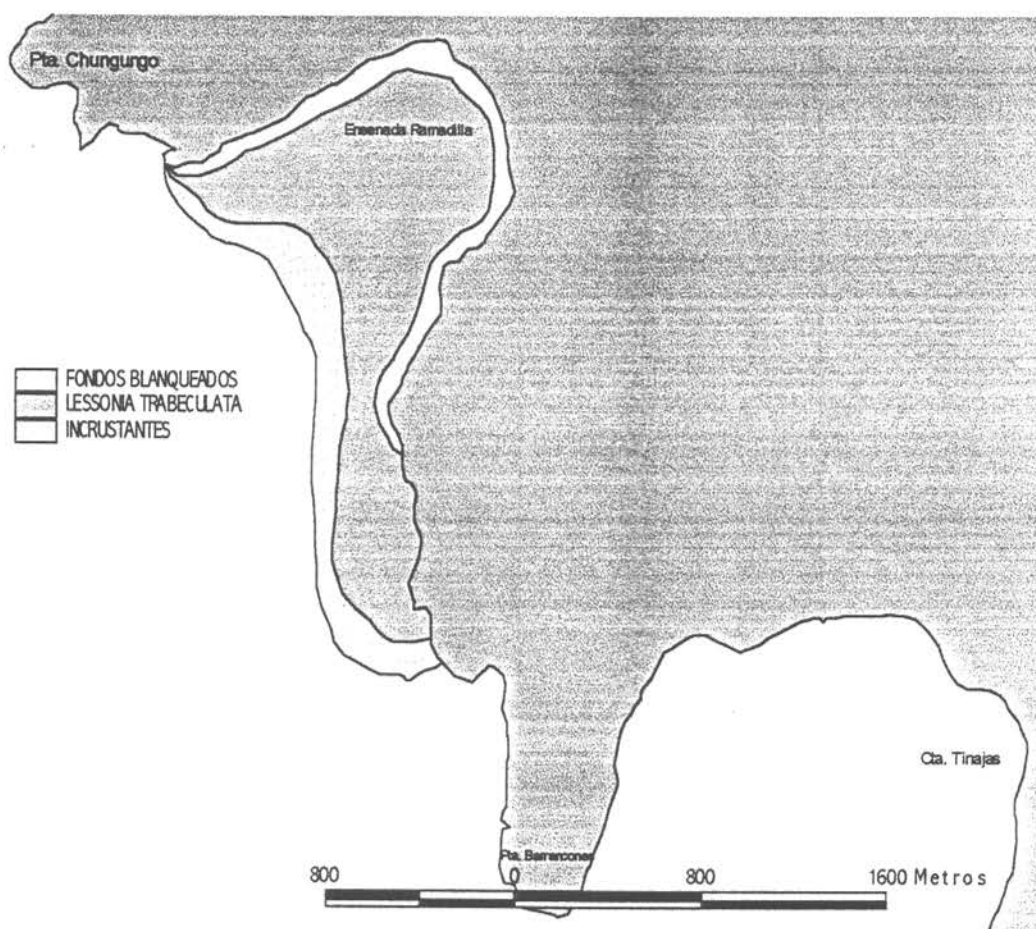 Pta. Chungungo
Ensenada Ramadilla
FONDOS BLANQUEADOS
LESSONIA TRABECULATA
INCRUSTANTES
Cta. Tinajas
Pta. Barrancones
800 0 800 1600 Metros